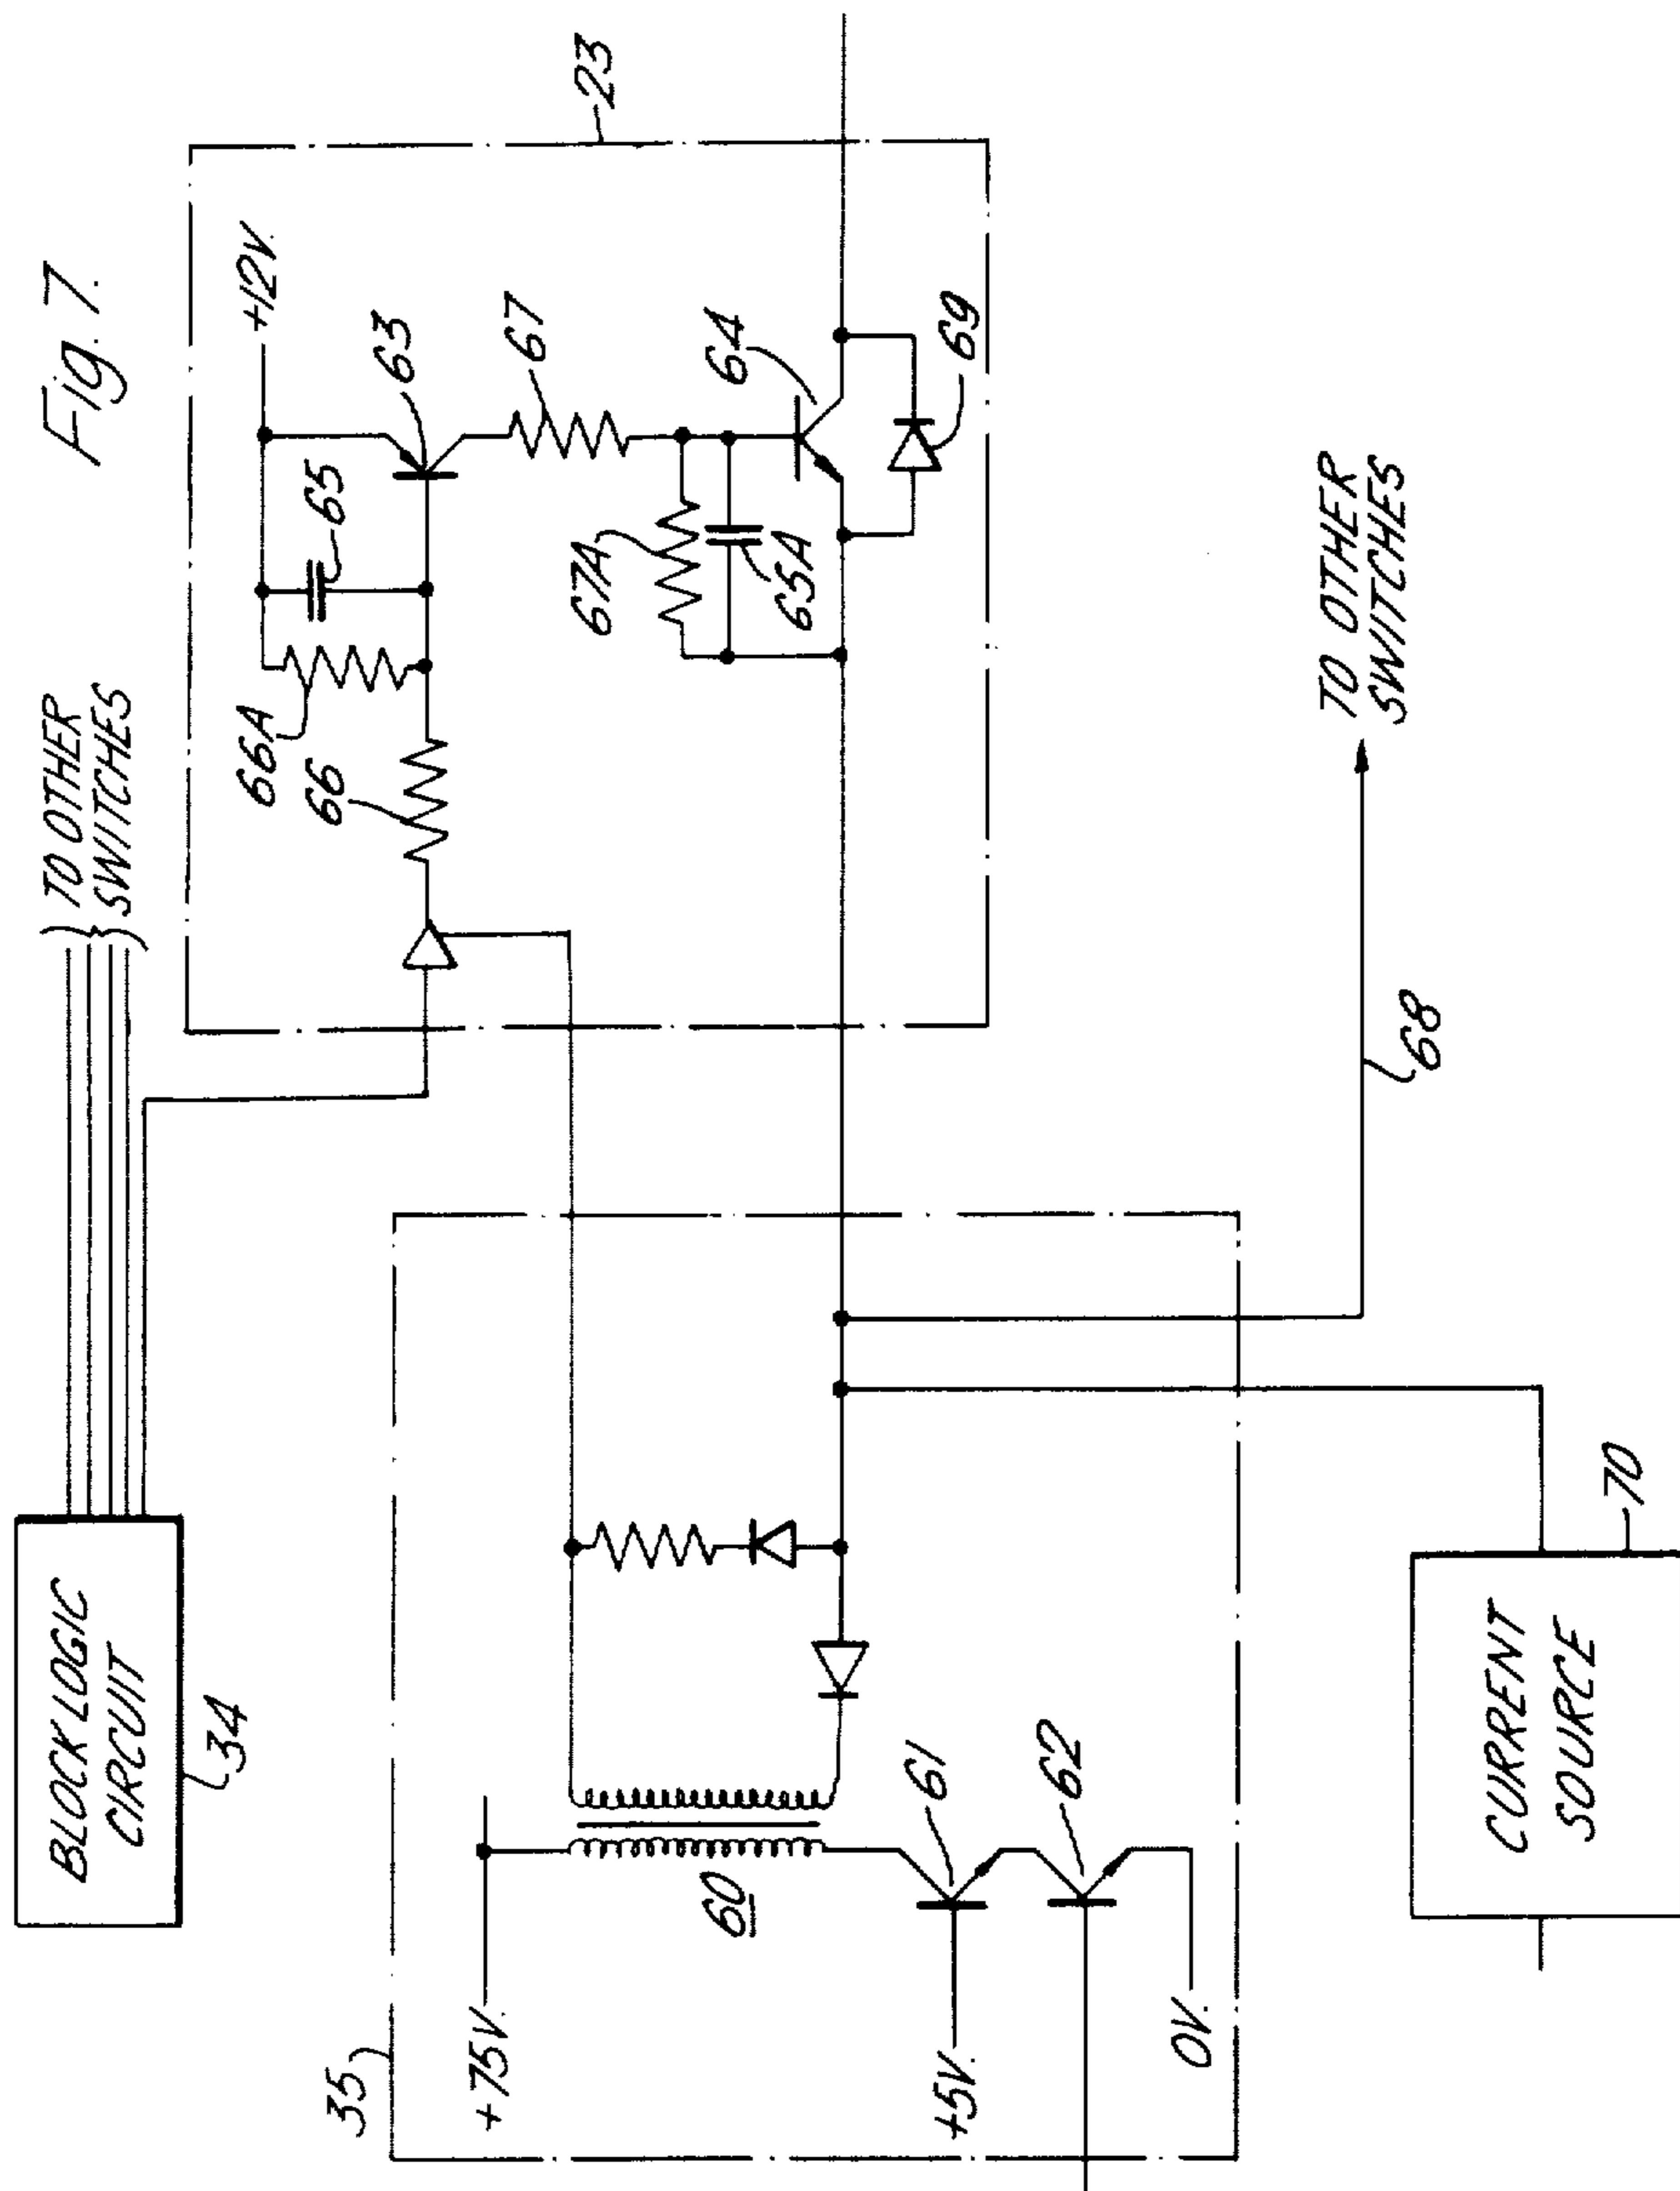 Fig. 7.
BLOCK LOGIC
CIRCUIT
34
TO OTHER
SWITCHES
23
+12V.
66A
65
63
66
67
67A
65A
64
69
35
+75V.
60
61
+5V.
62
0V.
68
TO OTHER
SWITCHES
CURRENT
SOURCE
70